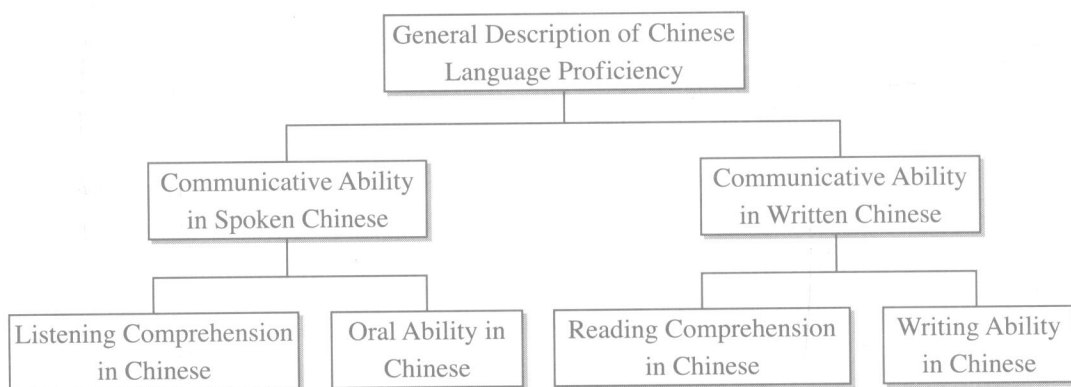 General Description of Chinese
Language Proficiency
Communicative Ability
in Spoken Chinese
Communicative Ability
in Written Chinese
Listening Comprehension
in Chinese
Oral Ability in
Chinese
Reading Comprehension
in Chinese
Writing Ability
in Chinese